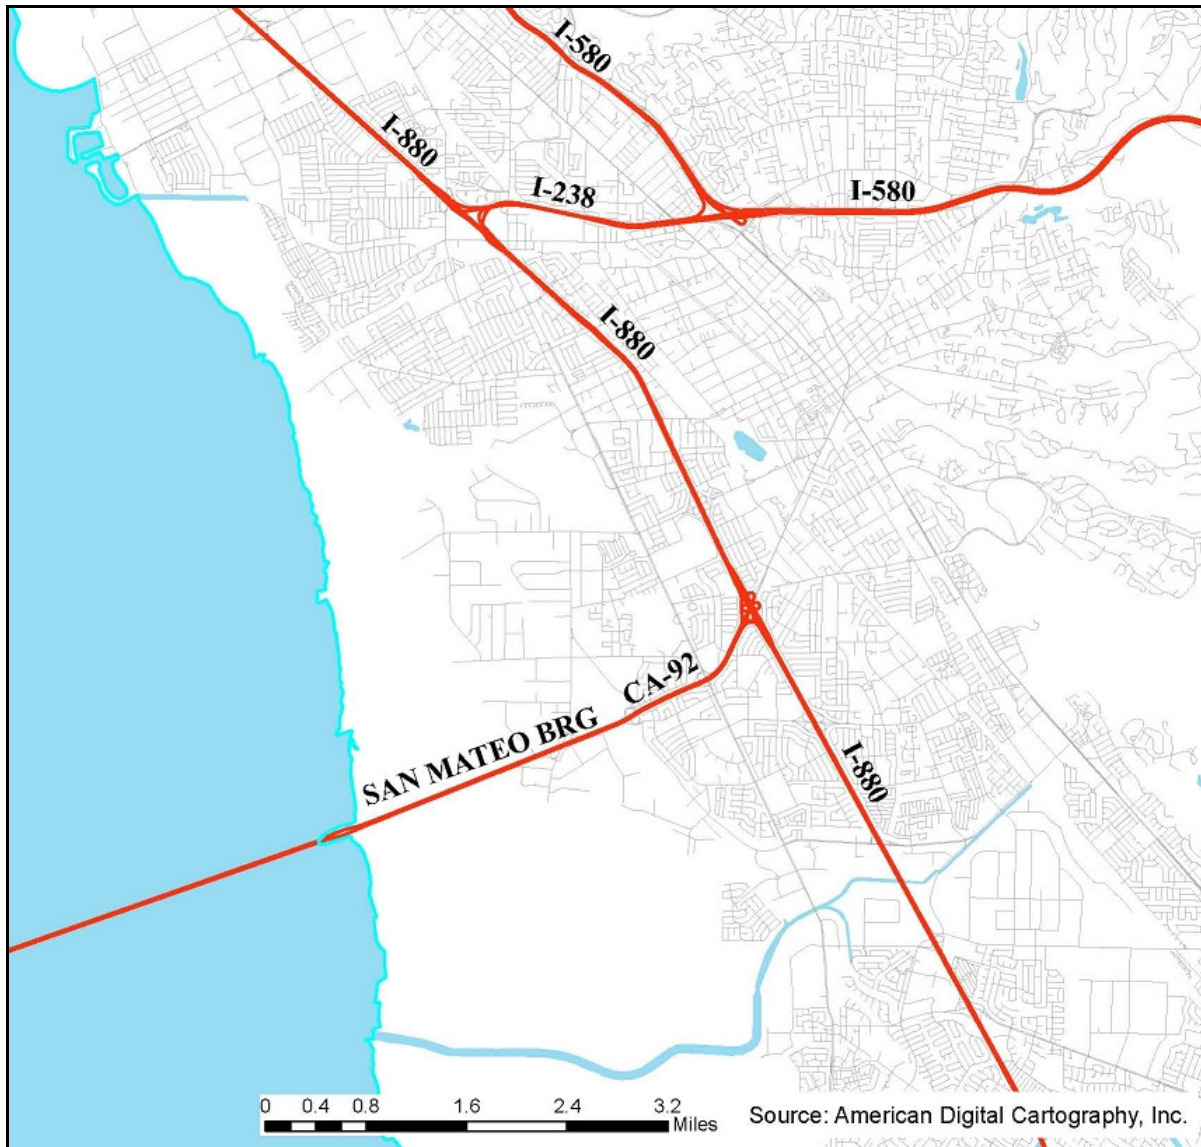 I-580
I-880
I-238
I-580
I-880
CA-92
SAN MATEO BRG
I-880
0 0.4 0.8 1.6 2.4 3.2
Miles
Source: American Digital Cartography, Inc.